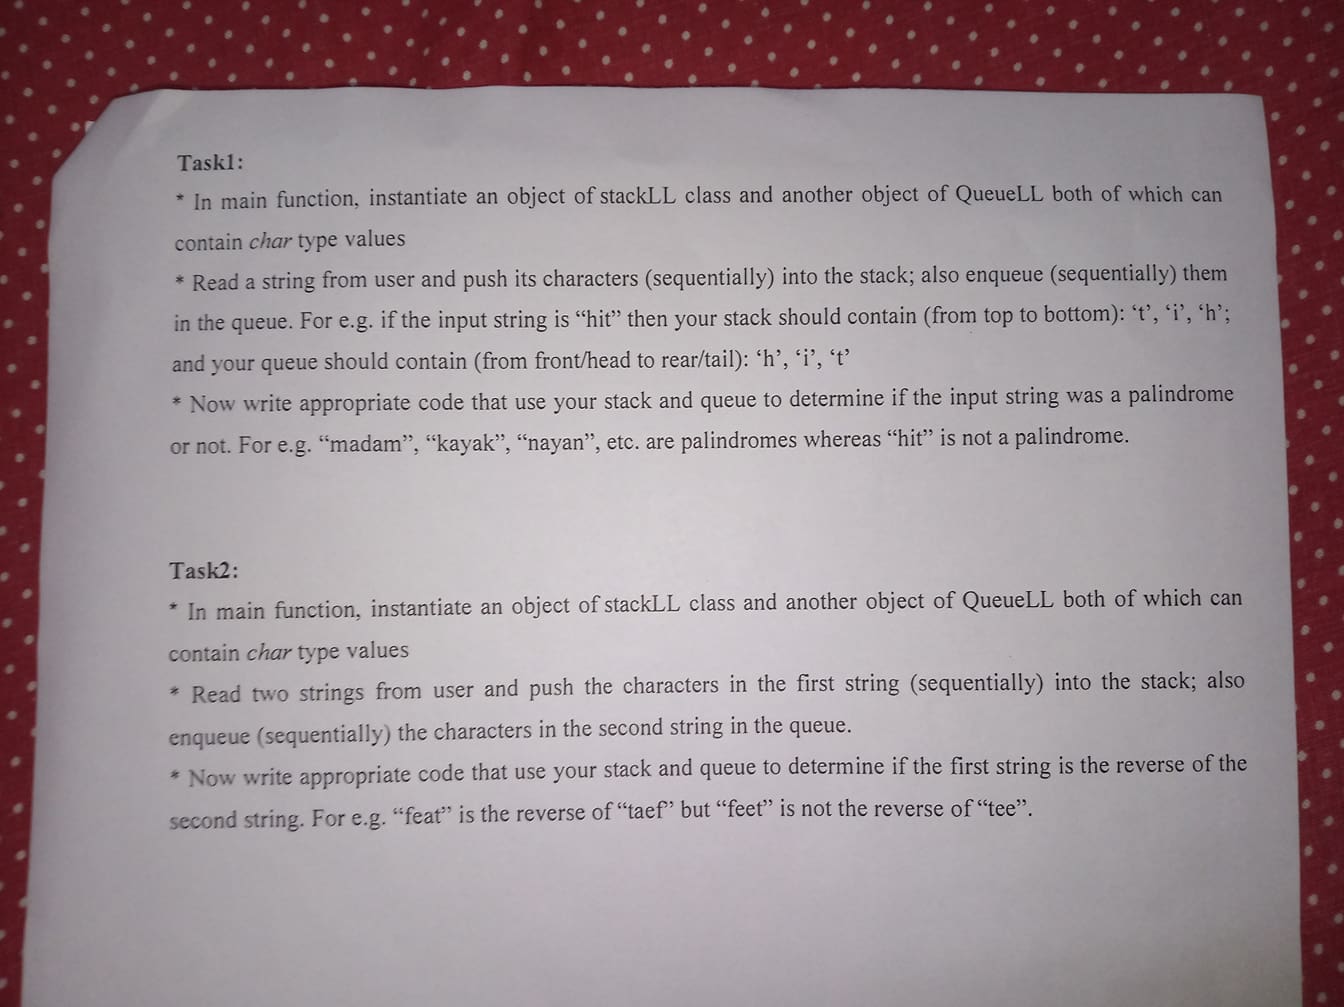 Task1:
* In main function, instantiate an object of stackLL class and another object of QueueLL both of which can
contain char type values
* Read a string from user and push its characters (sequentially) into the stack; also enqueue (sequentially) them
in the queue. For e.g. if the input string is “hit” then your stack should contain (from top to bottom): ‘t’, ‘i’, ‘h’;
and your queue should contain (from front/head to rear/tail): ‘h’, ‘i’, ‘t’
* Now write appropriate code that use your stack and queue to determine if the input string was a palindrome
or not. For e.g. “madam”, “kayak”, “nayan”, etc. are palindromes whereas “hit” is not a palindrome.
Task2:
* In main function, instantiate an object of stackLL class and another object of QueueLL both of which can
contain char type values
* Read two strings from user and push the characters in the first string (sequentially) into the stack; also
enqueue (sequentially) the characters in the second string in the queue.
* Now write appropriate code that use your stack and queue to determine if the first string is the reverse of the
second string. For e.g. “feat” is the reverse of “taef” but “feet” is not the reverse of “tee”.